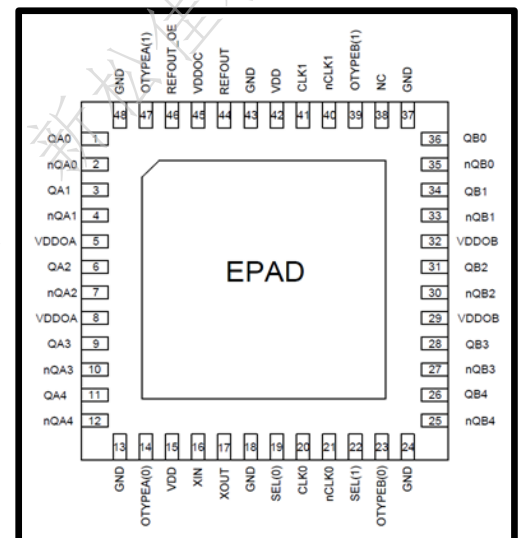 新松佳
GND OTYPEA(1) REFOUT_OE VDDOC REFOUT GND VDD CLK1 nCLK1 OTYPEB(1) NC GND
48 47 46 45 44 43 42 41 40 39 38 37
QA0 1 36 QB0
nQA0 2 35 nQB0
QA1 3 34 QB1
nQA1 4 33 nQB1
VDDOA 5 32 VDDOB
QA2 6 31 QB2
nQA2 7 30 nQB2
VDDOA 8 29 VDDOB
QA3 9 28 QB3
nQA3 10 27 nQB3
QA4 11 26 QB4
nQA4 12 25 nQB4
EPAD
13 14 15 16 17 18 19 20 21 22 23 24
GND OTYPEA(0) VDD XIN XOUT GND SEL(0) CLK0 nCLK0 SEL(1) OTYPEB(0) GND